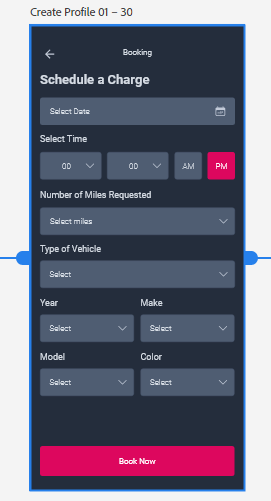 Create Profile 01 – 30
Booking
Schedule a Charge
Select Date
Select Time
00 00 AM PM
Number of Miles Requested
Select miles
Type of Vehicle
Select
Year Make
Select Select
Model Color
Select Select
Book Now